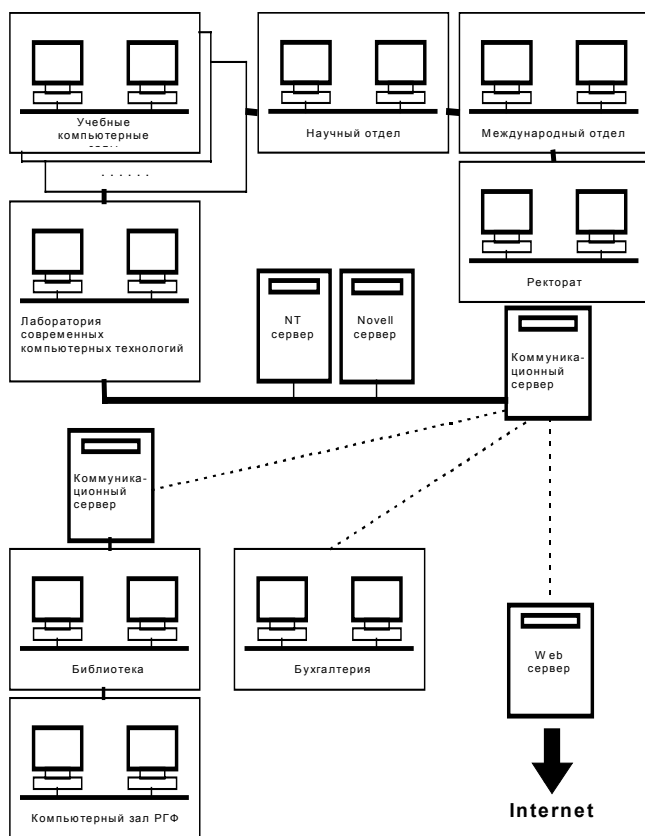 Учебные
компьютерные
. . . . . .
Научный отдел
Международный отдел
Ректорат
Лаборатория
современных
компьютерных технологий
NT
сервер
Novell
сервер
Коммуника-
ционный
сервер
Коммуника-
ционный
сервер
Библиотека
Бухгалтерия
Web
сервер
Компьютерный зал РГФ
Internet